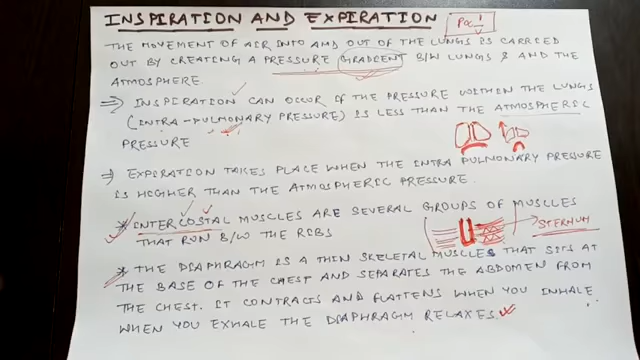 INSPIRATION AND EXPIRATION
P∝ 1/V
THE MOVEMENT OF AIR INTO AND OUT OF THE LUNGS IS CARRIED
OUT BY CREATING A PRESSURE GRADIENT B/W LUNGS & AND THE
ATMOSPHERE.
⇒ INSPIRATION CAN OCCUR IF THE PRESSURE WITHIN THE LUNGS
(INTRA-PULMONARY PRESSURE) IS LESS THAN THE ATMOSPHERIC
PRESSURE
⇒ EXPIRATION TAKES PLACE WHEN THE INTRA PULMONARY PRESSURE
IS HIGHER THAN THE ATMOSPHERIC PRESSURE.
* INTERCOSTAL MUSCLES ARE SEVERAL GROUPS OF MUSCLES
THAT RUN B/W THE RIBS
STERNUM
* THE DIAPHRAGM IS A THIN SKELETAL MUSCLES THAT SITS AT
THE BASE OF THE CHEST AND SEPARATES THE ABDOMEN FROM
THE CHEST. IT CONTRACTS AND FLATTENS WHEN YOU INHALE
WHEN YOU EXHALE THE DIAPHRAGM RELAXES.